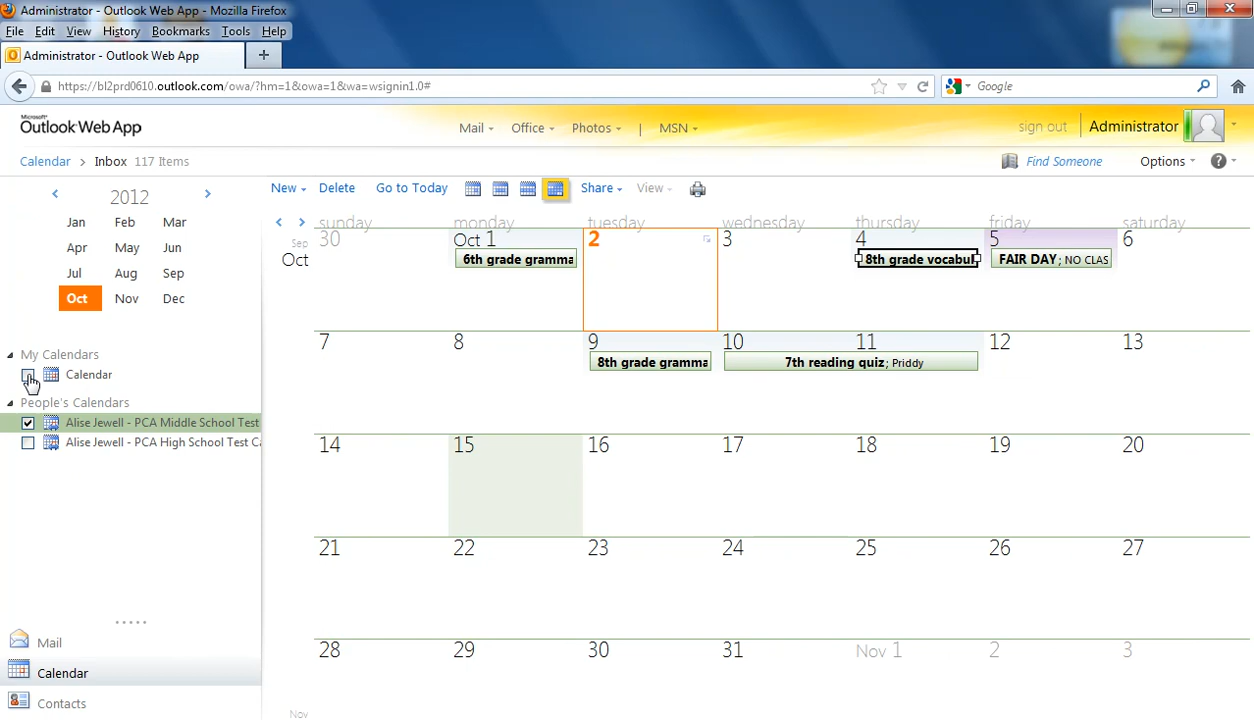 Administrator - Outlook Web App - Mozilla Firefox
File Edit View History Bookmarks Tools Help
Administrator - Outlook Web App
https://bl2prd0610.outlook.com/owa/?hm=1&owa=1&wa=wsignin1.0#
Google
Microsoft
Outlook Web App
Mail Office Photos MSN
sign out Administrator
Calendar > Inbox 117 Items
Find Someone Options
2012
Jan Feb Mar
Apr May Jun
Jul Aug Sep
Oct Nov Dec
New Delete Go to Today Share View
sunday monday tuesday wednesday thursday friday saturday
Sep
Oct
30 Oct 1 2 3 4 5 6
6th grade gramma 8th grade vocabul FAIR DAY; NO CLAS
7 8 9 10 11 12 13
8th grade gramma 7th reading quiz; Priddy
14 15 16 17 18 19 20
21 22 23 24 25 26 27
28 29 30 31 Nov 1 2 3
Nov
My Calendars
Calendar
People's Calendars
Alise Jewell - PCA Middle School Test
Alise Jewell - PCA High School Test Ca
Mail
Calendar
Contacts